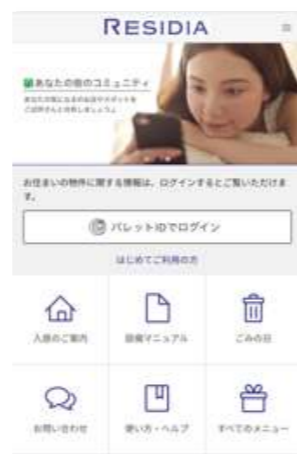 RESIDIA
あなたの街のコミュニティ
お住まいの物件に関する情報は、ログインするとご覧いただけま
す。
パレットIDでログイン
はじめてご利用の方
入居のご案内
設備マニュアル
ごみの日
お問い合わせ
使い方・ヘルプ
すべてのメニュー